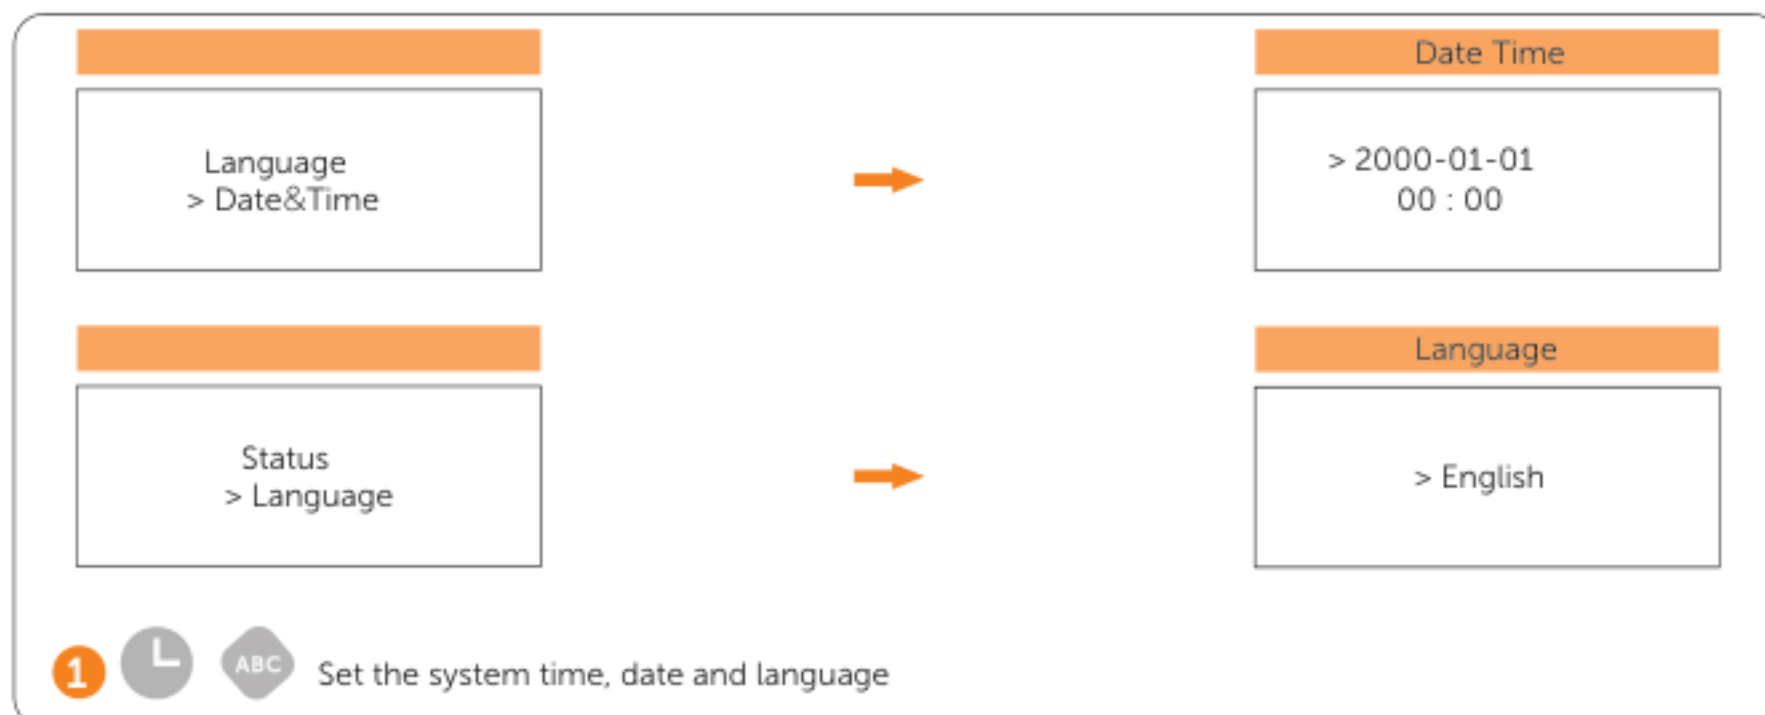 Date Time
Language
> Date&Time
> 2000-01-01
00 : 00
Language
Status
> Language
> English
1
ABC
Set the system time, date and language